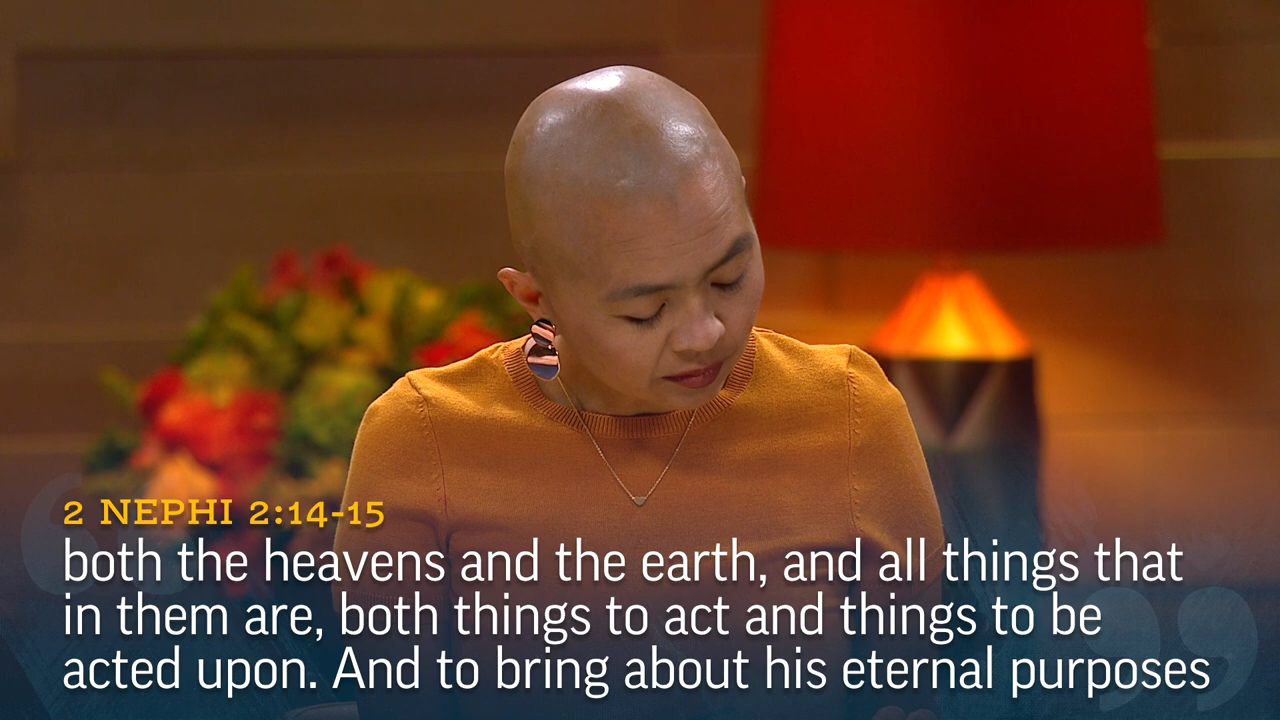 2 NEPHI 2:14-15
both the heavens and the earth, and all things that
in them are, both things to act and things to be
acted upon. And to bring about his eternal purposes